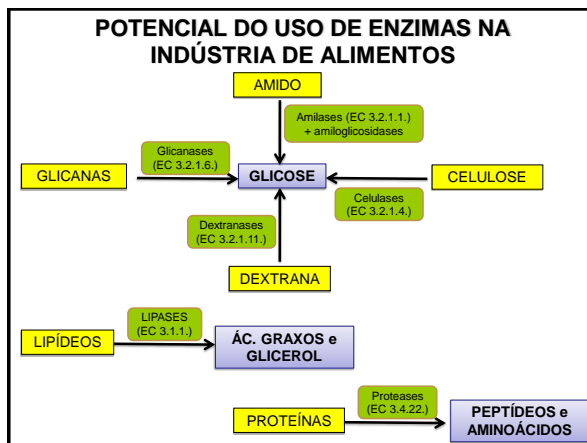 POTENCIAL DO USO DE ENZIMAS NA
INDÚSTRIA DE ALIMENTOS
AMIDO
Amilases (EC 3.2.1.1.)
+ amiloglicosidases
Glicanases
(EC 3.2.1.6.)
GLICANAS
GLICOSE
CELULOSE
Celulases
(EC 3.2.1.4.)
Dextranases
(EC 3.2.1.11.)
DEXTRANA
LIPASES
(EC 3.1.1.)
LIPÍDEOS
ÁC. GRAXOS e
GLICEROL
Proteases
(EC 3.4.22.)
PROTEÍNAS
PEPTÍDEOS e
AMINOÁCIDOS